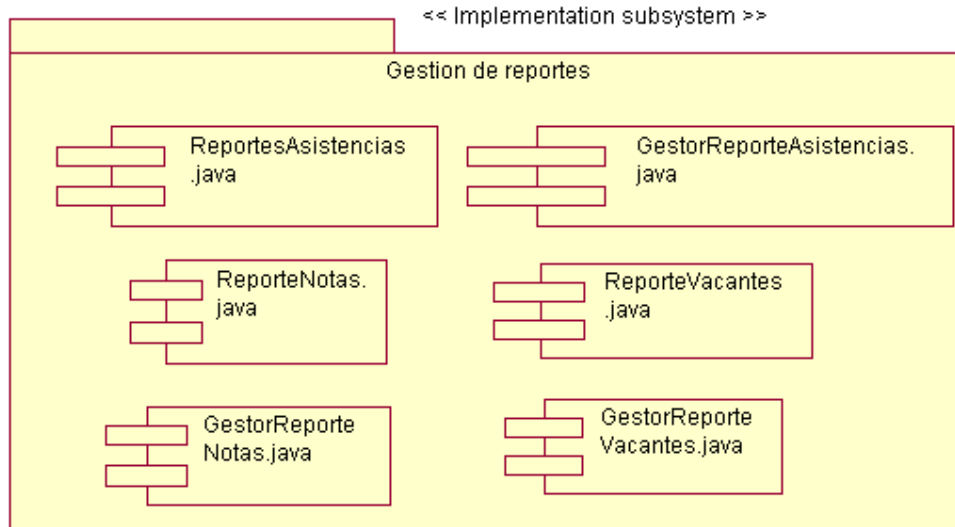 << Implementation subsystem >>
Gestion de reportes
ReportesAsistencias
.java
GestorReporteAsistencias.
java
ReporteNotas.
java
ReporteVacantes
.java
GestorReporte
Notas.java
GestorReporte
Vacantes.java